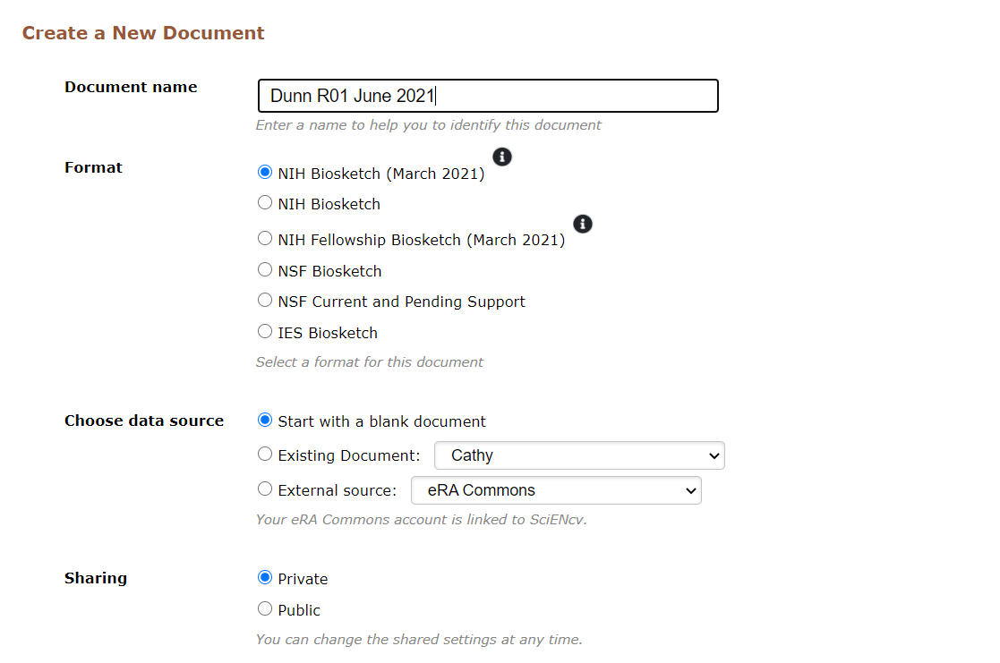 Create a New Document
Document name
Dunn R01 June 2021
Enter a name to help you to identify this document
Format
NIH Biosketch (March 2021)
NIH Biosketch
NIH Fellowship Biosketch (March 2021)
NSF Biosketch
NSF Current and Pending Support
IES Biosketch
Select a format for this document
Choose data source
Start with a blank document
Existing Document: Cathy
External source: eRA Commons
Your eRA Commons account is linked to SciENcv.
Sharing
Private
Public
You can change the shared settings at any time.